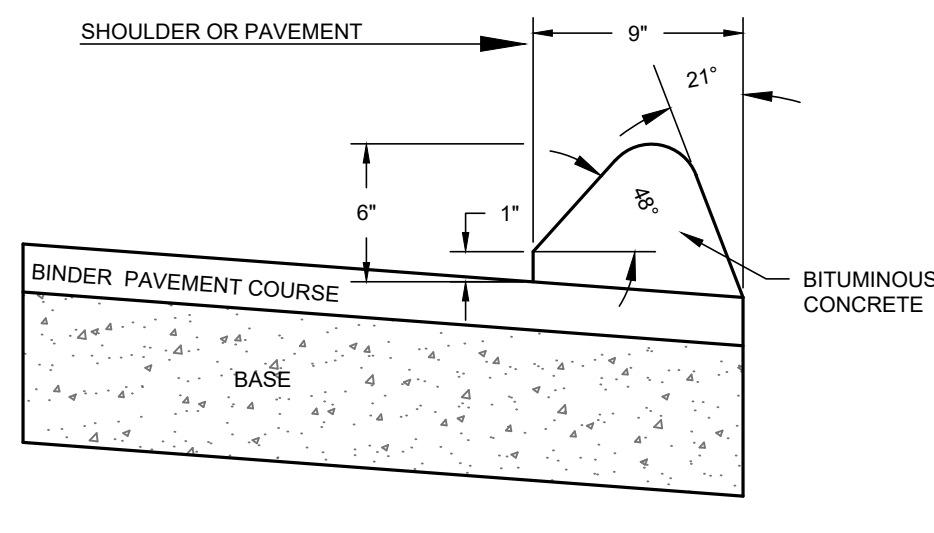 SHOULDER OR PAVEMENT
9"
21°
6"
1"
48°
BINDER PAVEMENT COURSE
BITUMINOUS
CONCRETE
BASE